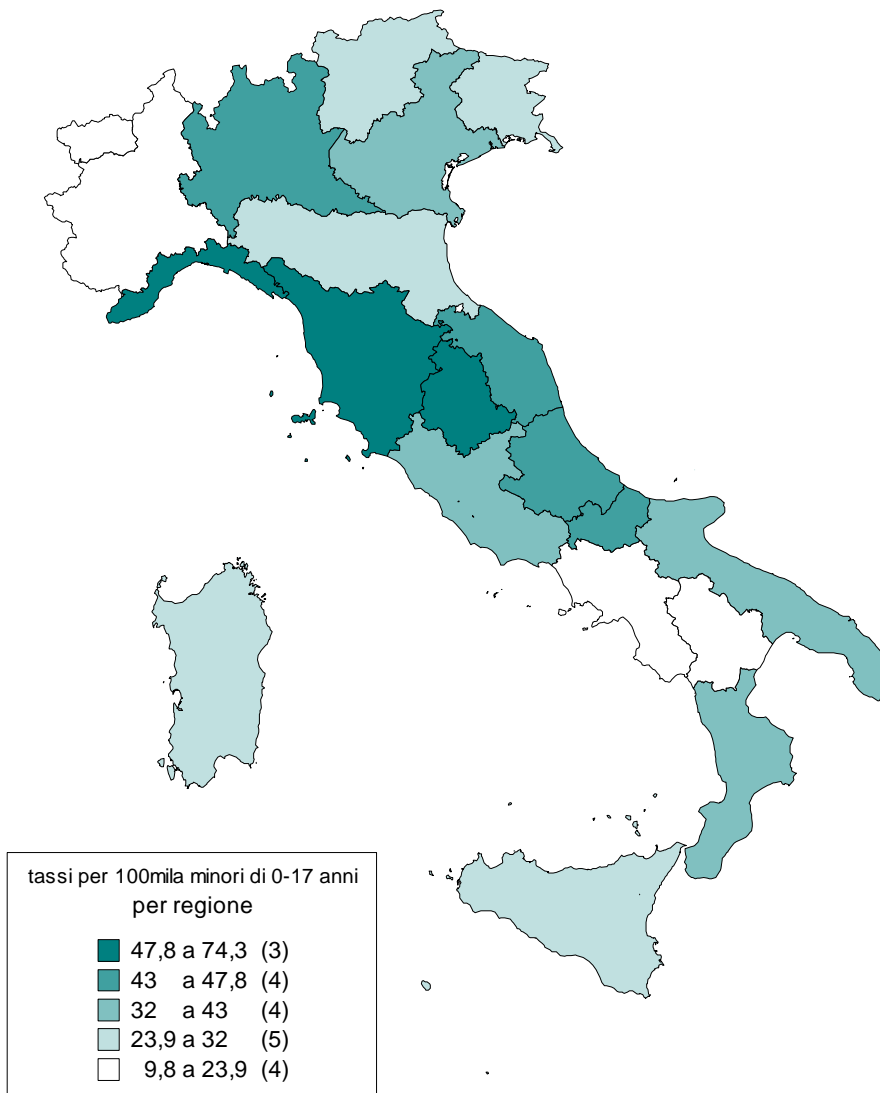 tassi per 100mila minori di 0-17 anni
per regione
47,8 a 74,3 (3)
43 a 47,8 (4)
32 a 43 (4)
23,9 a 32 (5)
9,8 a 23,9 (4)